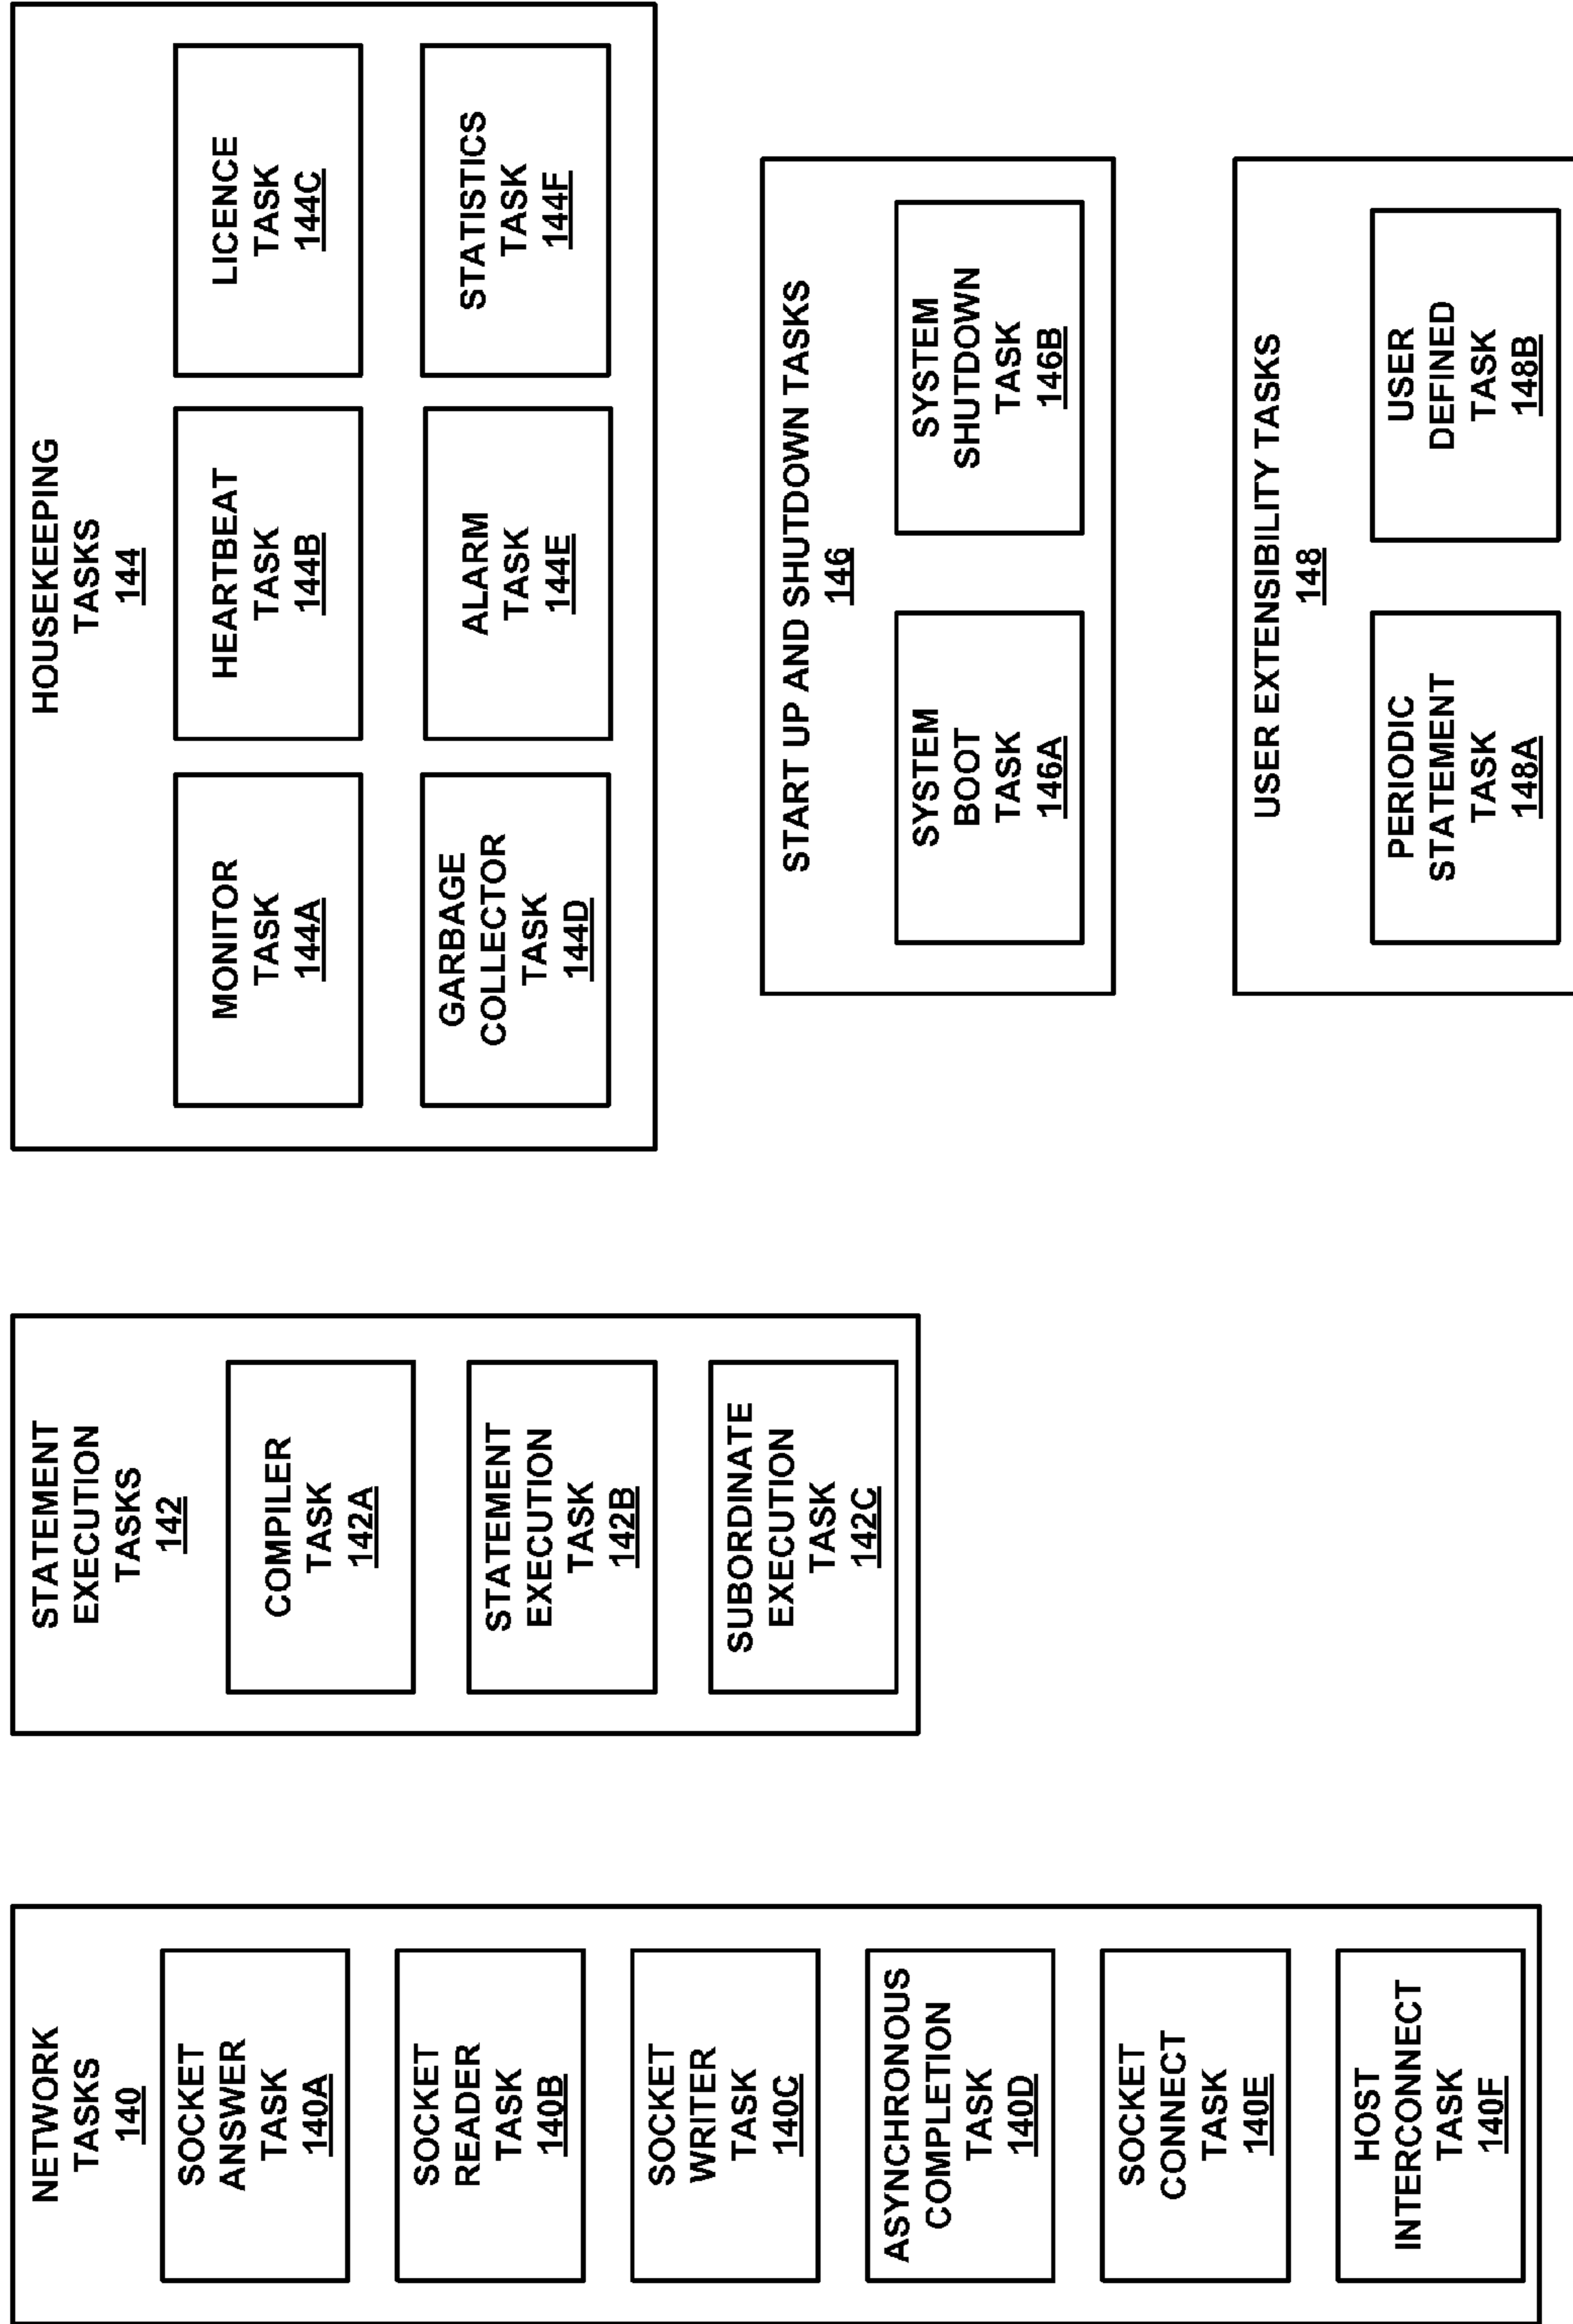 NETWORK
TASKS
140
SOCKET
ANSWER
TASK
140A
SOCKET
READER
TASK
140B
SOCKET
WRITER
TASK
140C
ASYNCHRONOUS
COMPLETION
TASK
140D
SOCKET
CONNECT
TASK
140E
HOST
INTERCONNECT
TASK
140F
STATEMENT
EXECUTION
TASKS
142
COMPILER
TASK
142A
STATEMENT
EXECUTION
TASK
142B
SUBORDINATE
EXECUTION
TASK
142C
HOUSEKEEPING
TASKS
144
MONITOR
TASK
144A
HEARTBEAT
TASK
144B
LICENCE
TASK
144C
GARBAGE
COLLECTOR
TASK
144D
ALARM
TASK
144E
STATISTICS
TASK
144F
START UP AND SHUTDOWN TASKS
146
SYSTEM
BOOT
TASK
146A
SYSTEM
SHUTDOWN
TASK
146B
USER EXTENSIBILITY TASKS
148
PERIODIC
STATEMENT
TASK
148A
USER
DEFINED
TASK
148B